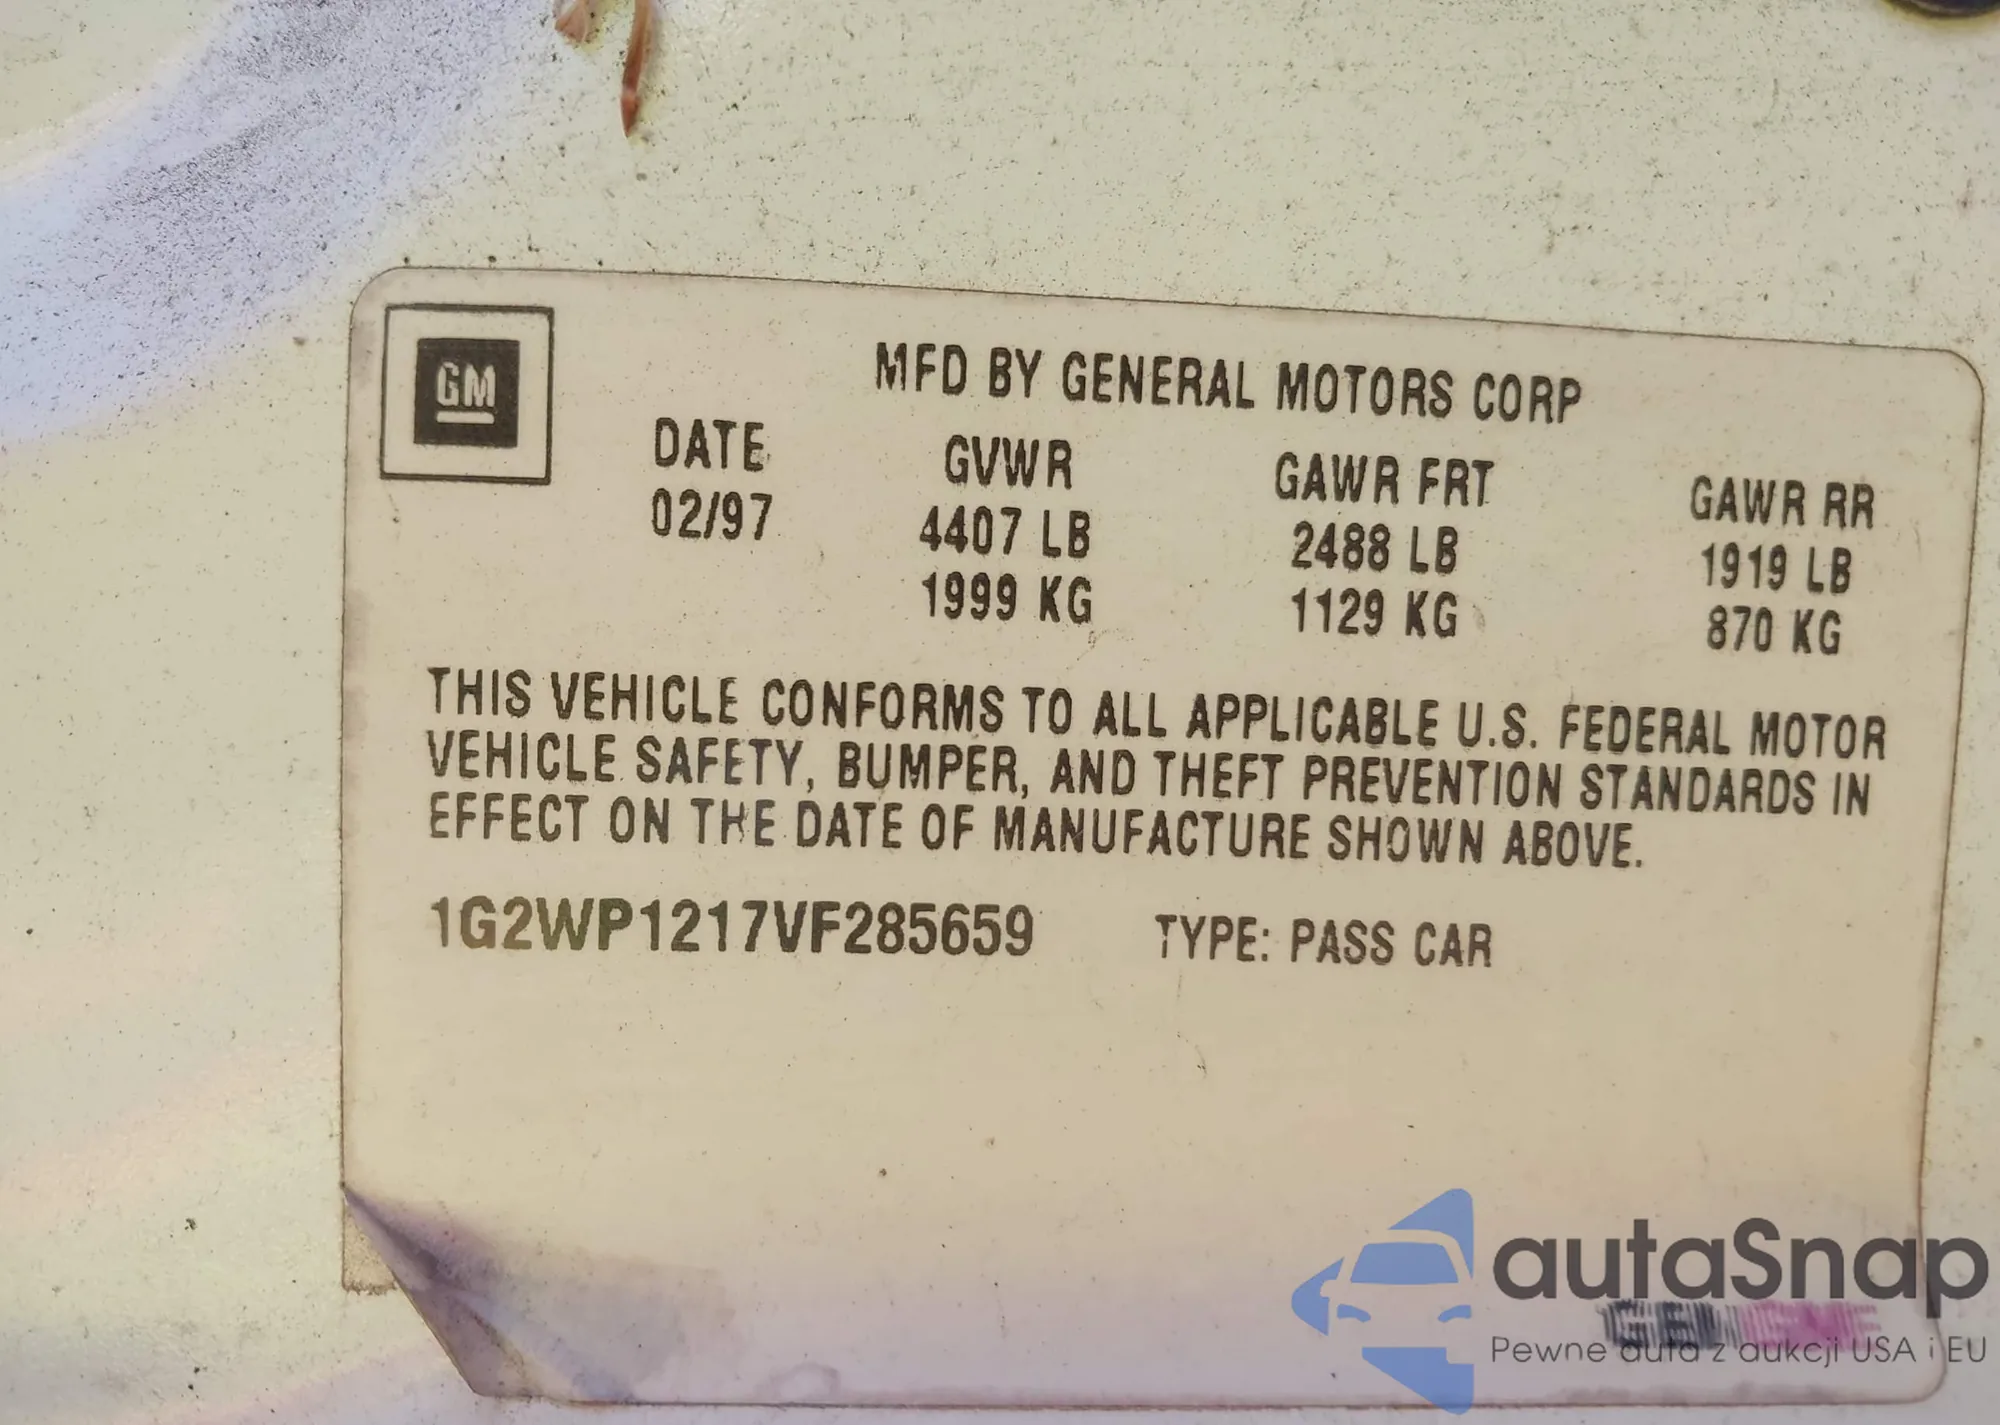 GM
MFD BY GENERAL MOTORS CORP
DATE GVWR GAWR FRT GAWR RR
02/97 4407 LB 2488 LB 1919 LB
1999 KG 1129 KG 870 KG
THIS VEHICLE CONFORMS TO ALL APPLICABLE U.S. FEDERAL MOTOR
VEHICLE SAFETY, BUMPER, AND THEFT PREVENTION STANDARDS IN
EFFECT ON THE DATE OF MANUFACTURE SHOWN ABOVE.
1G2WP1217VF285659 TYPE: PASS CAR
autaSnap
Pewne auta z aukcji USA i EU